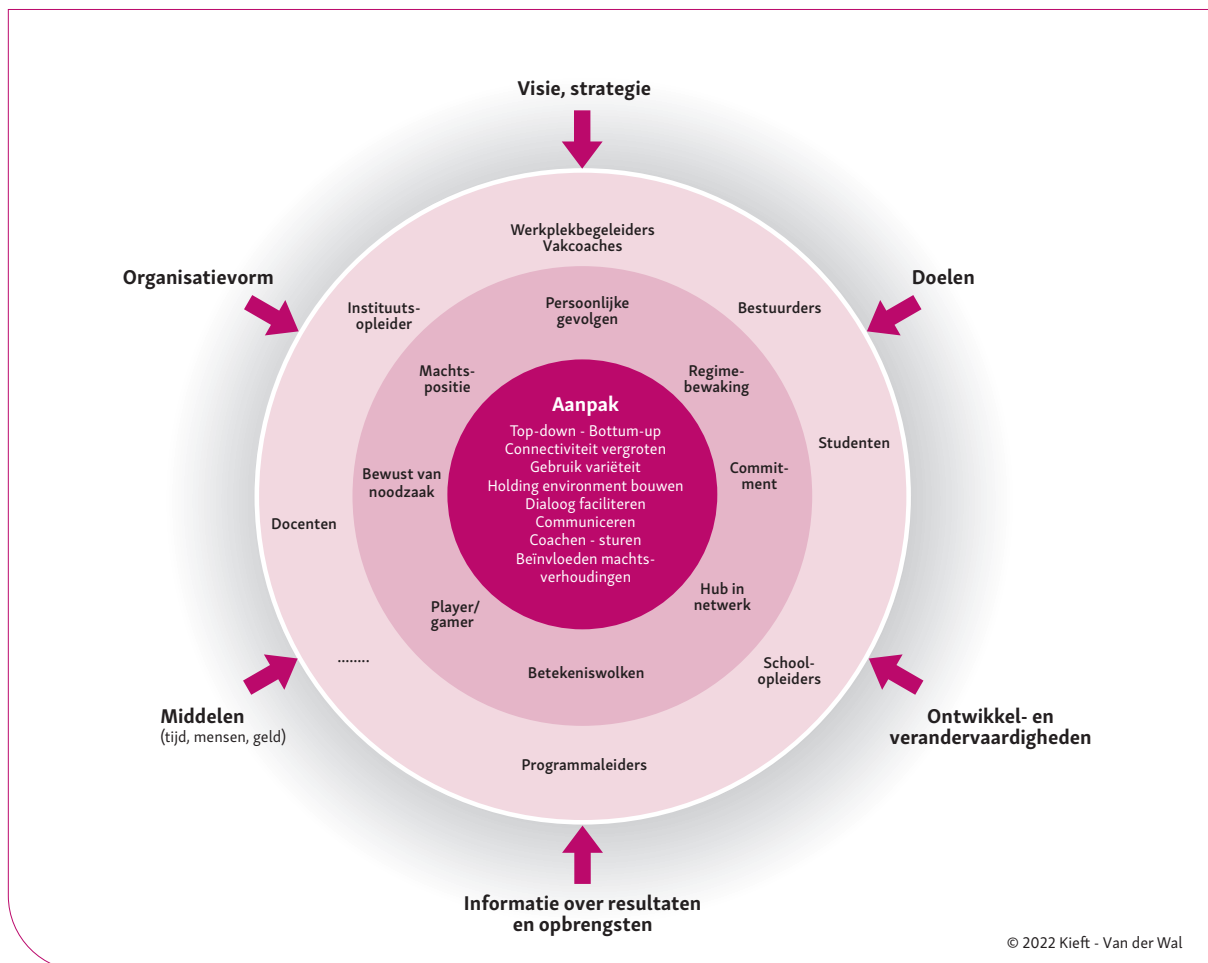 Visie, strategie
Organisatievorm
Doelen
Werkplekbegeleiders
Vakcoaches
Instituuts-
opleider
Bestuurders
Persoonlijke
gevolgen
Machts-
positie
Regime-
bewaking
Aanpak
Top-down - Bottum-up
Connectiviteit vergroten
Gebruik variëteit
Holding environment bouwen
Dialoog faciliteren
Communiceren
Coachen - sturen
Beïnvloeden machts-
verhoudingen
Studenten
Bewust van
noodzaak
Commit-
ment
Docenten
Player/
gamer
Hub in
netwerk
........
Betekeniswolken
School-
opleiders
Middelen
(tijd, mensen, geld)
Ontwikkel- en
verandervaardigheden
Programmaleiders
Informatie over resultaten
en opbrengsten
© 2022 Kieft - Van der Wal